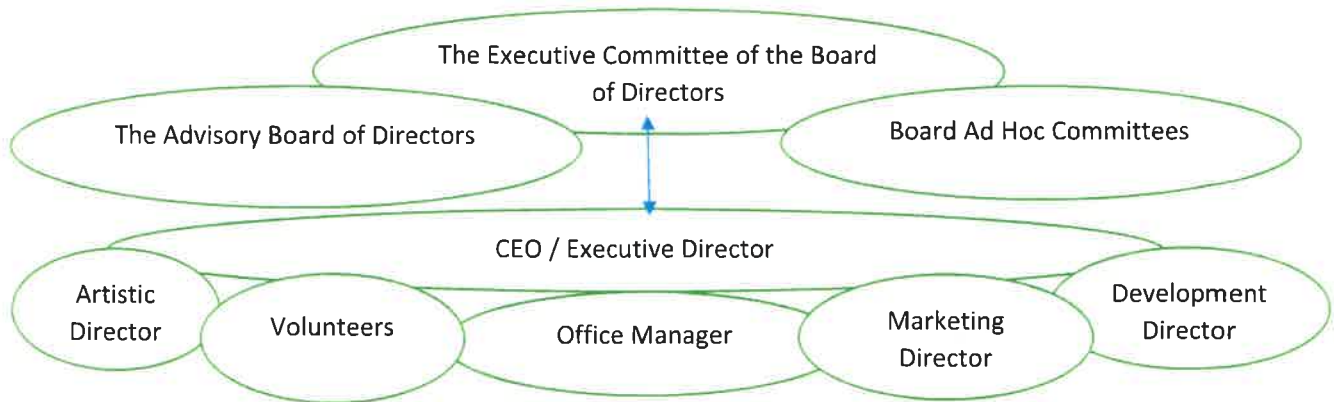 The Executive Committee of the Board
of Directors
The Advisory Board of Directors
Board Ad Hoc Committees
CEO / Executive Director
Artistic
Director
Volunteers
Office Manager
Marketing
Director
Development
Director